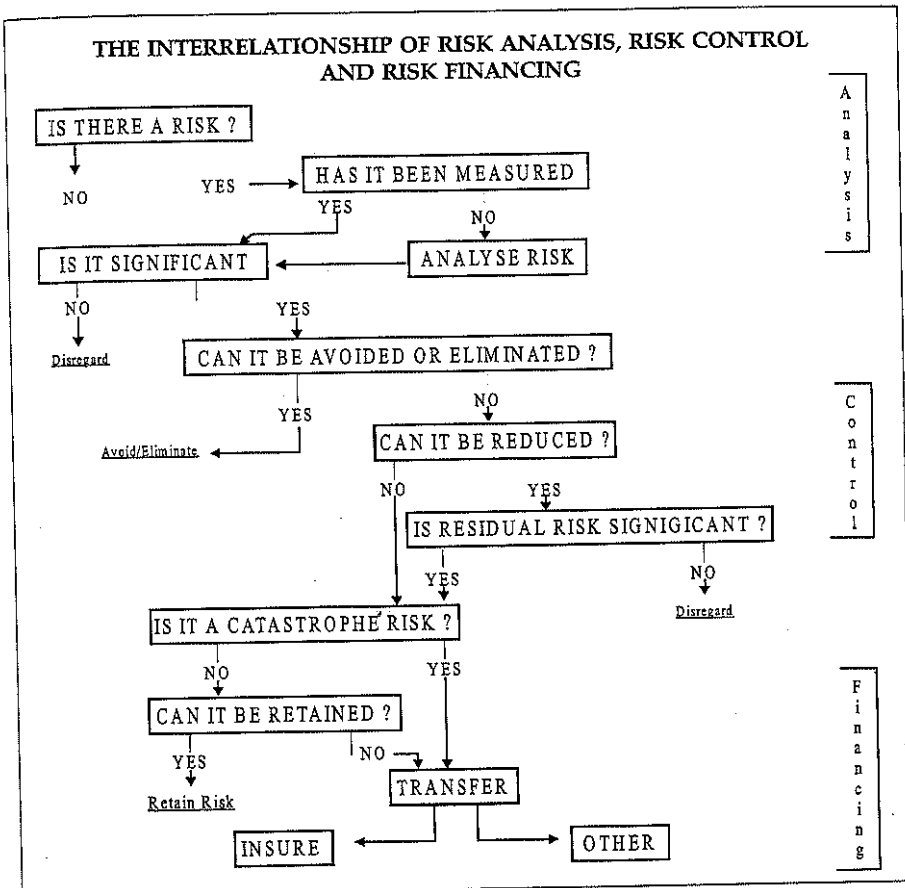 THE INTERRELATIONSHIP OF RISK ANALYSIS, RISK CONTROL
AND RISK FINANCING
Analysis
IS THERE A RISK ?
NO
YES
HAS IT BEEN MEASURED
YES
NO
IS IT SIGNIFICANT
ANALYSE RISK
NO
YES
Disregard
CAN IT BE AVOIDED OR ELIMINATED ?
Control
YES
NO
Avoid/Eliminate
CAN IT BE REDUCED ?
NO
YES
IS RESIDUAL RISK SIGNIGICANT ?
YES
NO
Disregard
IS IT A CATASTROPHE RISK ?
NO
YES
Financing
CAN IT BE RETAINED ?
YES
NO
Retain Risk
TRANSFER
INSURE
OTHER